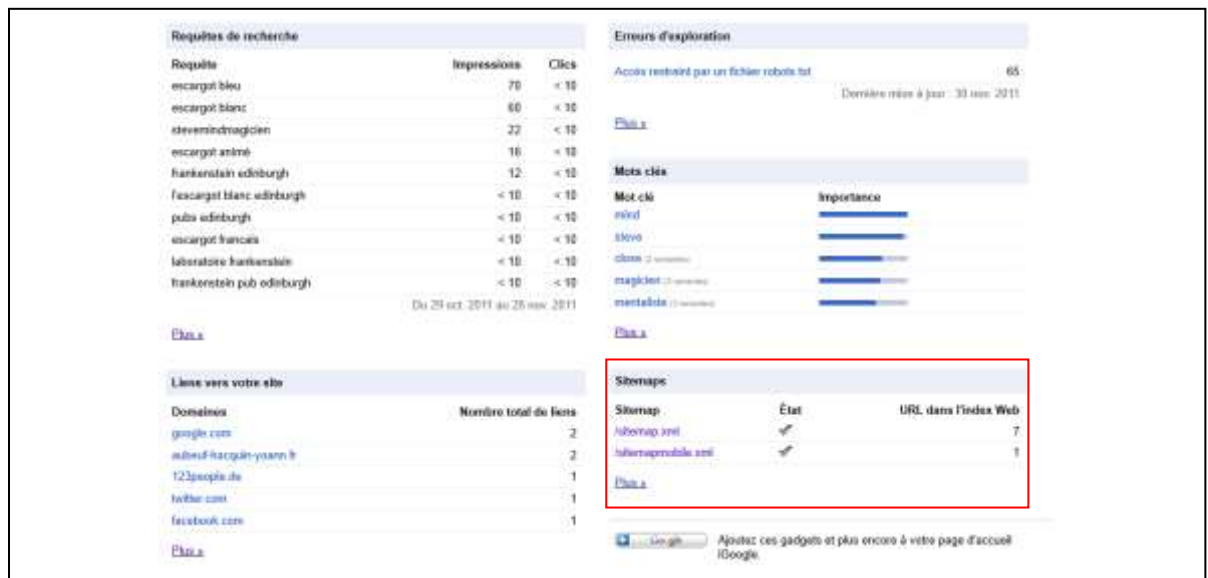 Requêtes de recherche
Requête Impressions Clics
escargot bleu 70 < 10
escargot blanc 60 < 10
stevemindmagicien 22 < 10
escargot animé 16 < 10
frankenstein edinburgh 12 < 10
l'escargot blanc edinburgh < 10 < 10
pubs edinburgh < 10 < 10
escargot francais < 10 < 10
laboratoire frankenstein < 10 < 10
frankenstein pub edinburgh < 10 < 10
Du 29 oct. 2011 au 28 nov. 2011
Plus »
Liens vers votre site
Domaines Nombre total de liens
google.com 2
aubeuf-hacquin-yoann.fr 2
123people.de 1
twitter.com 1
facebook.com 1
Plus »
Erreurs d'exploration
Accès restreint par un fichier robots.txt 65
Dernière mise à jour : 30 nov. 2011
Plus »
Mots clés
Mot clé Importance
mind
steve
close
magicien
mentaliste
Plus »
Sitemaps
Sitemap État URL dans l'index Web
/sitemap.xml 7
/sitemapmobile.xml 1
Plus »
Google
Ajoutez ces gadgets et plus encore à votre page d'accueil
iGoogle.